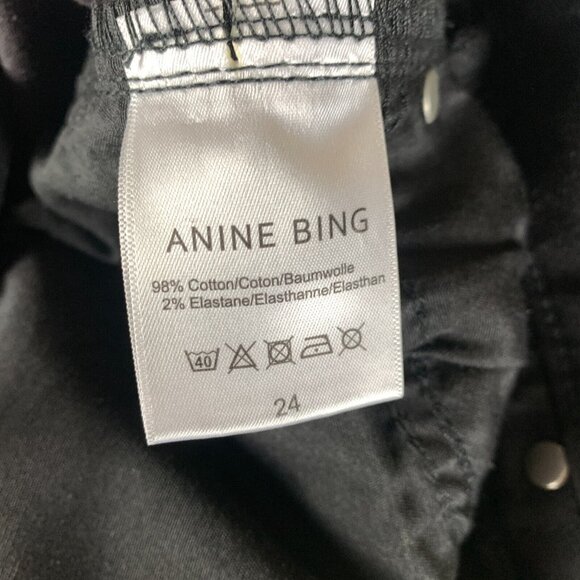 ANINE BING
98% Cotton/Coton/Baumwolle
2% Elastane/Elasthanne/Elasthan
40
24